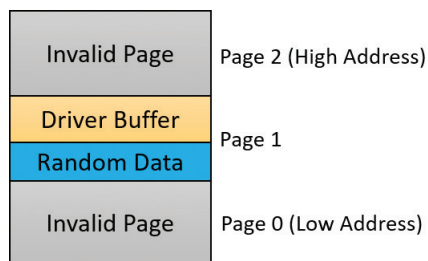 Invalid Page
Page 2 (High Address)
Driver Buffer
Page 1
Random Data
Invalid Page
Page 0 (Low Address)